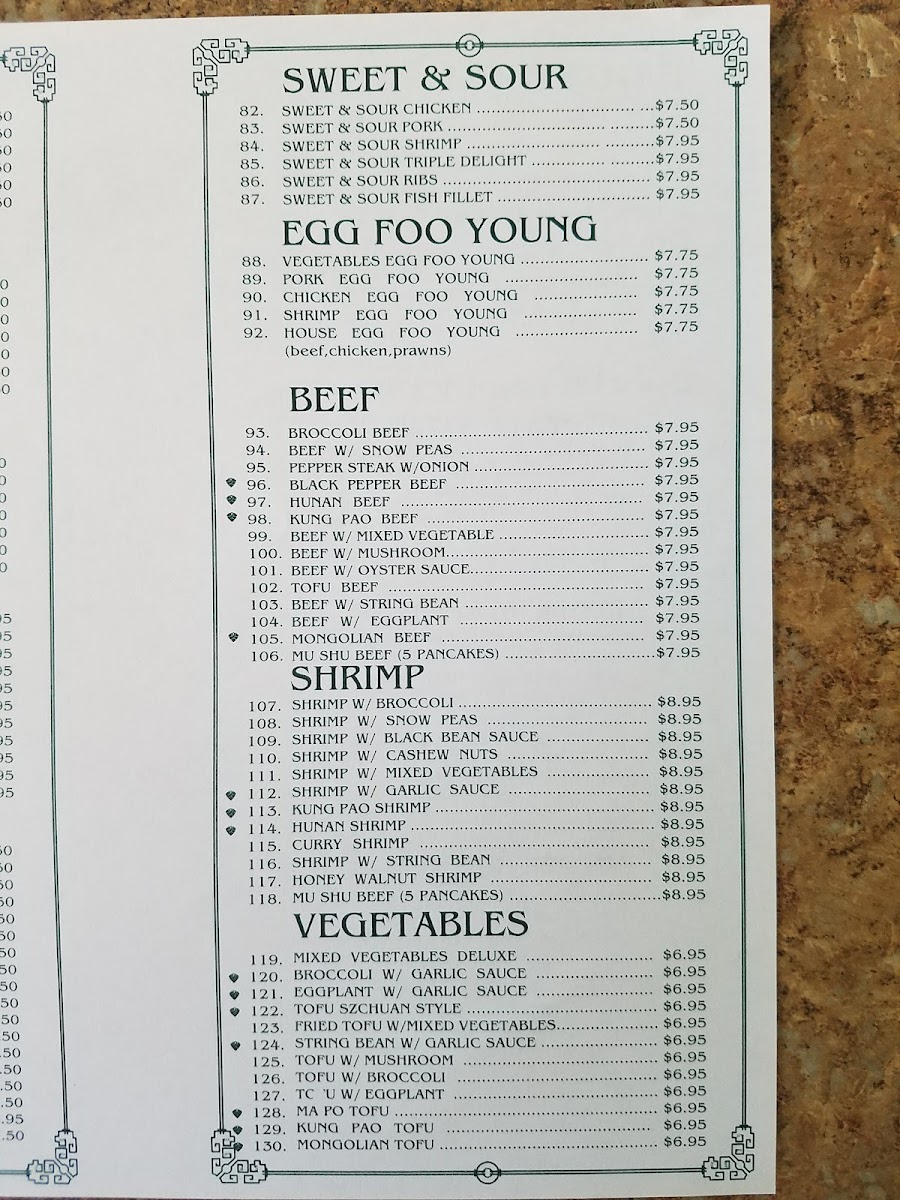 SWEET & SOUR
82. SWEET & SOUR CHICKEN ........ $7.50
83. SWEET & SOUR PORK ........ $7.50
84. SWEET & SOUR SHRIMP ........ $7.95
85. SWEET & SOUR TRIPLE DELIGHT ........ $7.95
86. SWEET & SOUR RIBS ........ $7.95
87. SWEET & SOUR FISH FILLET ........ $7.95
EGG FOO YOUNG
88. VEGETABLES EGG FOO YOUNG ........ $7.75
89. PORK EGG FOO YOUNG ........ $7.75
90. CHICKEN EGG FOO YOUNG ........ $7.75
91. SHRIMP EGG FOO YOUNG ........ $7.75
92. HOUSE EGG FOO YOUNG ........ $7.75
(beef,chicken,prawns)
BEEF
93. BROCCOLI BEEF ........ $7.95
94. BEEF W/ SNOW PEAS ........ $7.95
95. PEPPER STEAK W/ONION ........ $7.95
96. BLACK PEPPER BEEF ........ $7.95
97. HUNAN BEEF ........ $7.95
98. KUNG PAO BEEF ........ $7.95
99. BEEF W/ MIXED VEGETABLE ........ $7.95
100. BEEF W/ MUSHROOM ........ $7.95
101. BEEF W/ OYSTER SAUCE ........ $7.95
102. TOFU BEEF ........ $7.95
103. BEEF W/ STRING BEAN ........ $7.95
104. BEEF W/ EGGPLANT ........ $7.95
105. MONGOLIAN BEEF ........ $7.95
106. MU SHU BEEF (5 PANCAKES) ........ $7.95
SHRIMP
107. SHRIMP W/ BROCCOLI ........ $8.95
108. SHRIMP W/ SNOW PEAS ........ $8.95
109. SHRIMP W/ BLACK BEAN SAUCE ........ $8.95
110. SHRIMP W/ CASHEW NUTS ........ $8.95
111. SHRIMP W/ MIXED VEGETABLES ........ $8.95
112. SHRIMP W/ GARLIC SAUCE ........ $8.95
113. KUNG PAO SHRIMP ........ $8.95
114. HUNAN SHRIMP ........ $8.95
115. CURRY SHRIMP ........ $8.95
116. SHRIMP W/ STRING BEAN ........ $8.95
117. HONEY WALNUT SHRIMP ........ $8.95
118. MU SHU BEEF (5 PANCAKES) ........ $8.95
VEGETABLES
119. MIXED VEGETABLES DELUXE ........ $6.95
120. BROCCOLI W/ GARLIC SAUCE ........ $6.95
121. EGGPLANT W/ GARLIC SAUCE ........ $6.95
122. TOFU SZCHUAN STYLE ........ $6.95
123. FRIED TOFU W/MIXED VEGETABLES ........ $6.95
124. STRING BEAN W/ GARLIC SAUCE ........ $6.95
125. TOFU W/ MUSHROOM ........ $6.95
126. TOFU W/ BROCCOLI ........ $6.95
127. W/ EGGPLANT ........ $6.95
128. MA PO TOFU ........ $6.95
129. KUNG PAO TOFU ........ $6.95
130. MONGOLIAN TOFU ........ $6.95